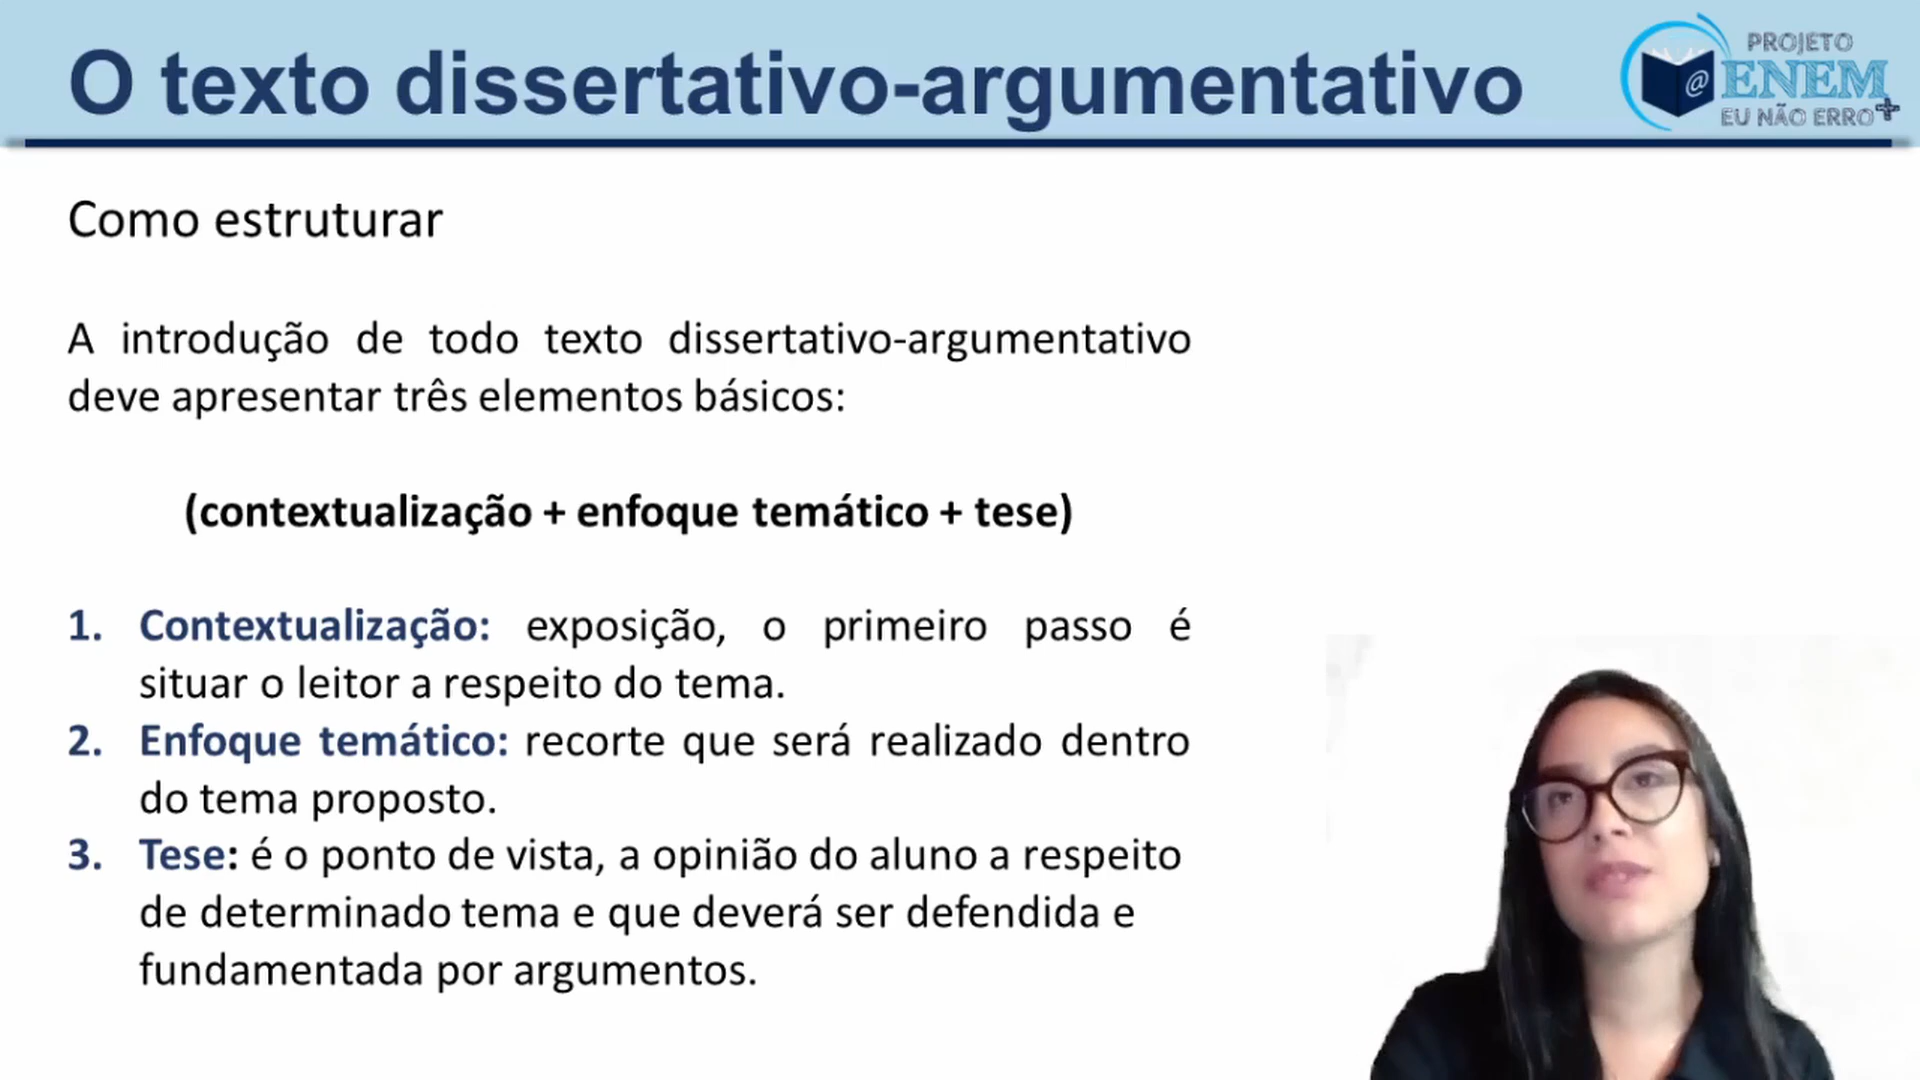 O texto dissertativo-argumentativo
PROJETO
@ENEM
EU NÃO ERRO+
Como estruturar
A introdução de todo texto dissertativo-argumentativo
deve apresentar três elementos básicos:
(contextualização + enfoque temático + tese)
1. Contextualização: exposição, o primeiro passo é
situar o leitor a respeito do tema.
2. Enfoque temático: recorte que será realizado dentro
do tema proposto.
3. Tese: é o ponto de vista, a opinião do aluno a respeito
de determinado tema e que deverá ser defendida e
fundamentada por argumentos.